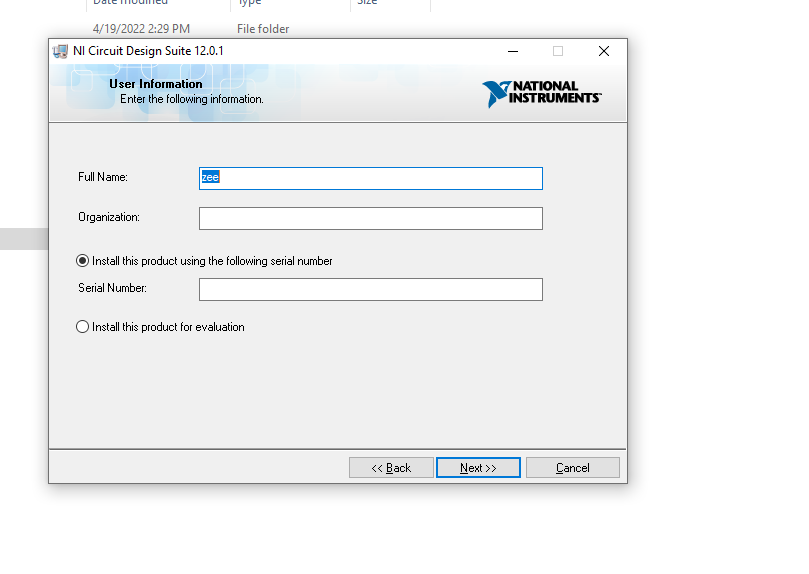 Date modified Type Size
4/19/2022 2:29 PM File folder
NI Circuit Design Suite 12.0.1
User Information
Enter the following information.
NATIONAL
INSTRUMENTS™
Full Name: zee
Organization:
Install this product using the following serial number
Serial Number:
Install this product for evaluation
<< Back Next >> Cancel